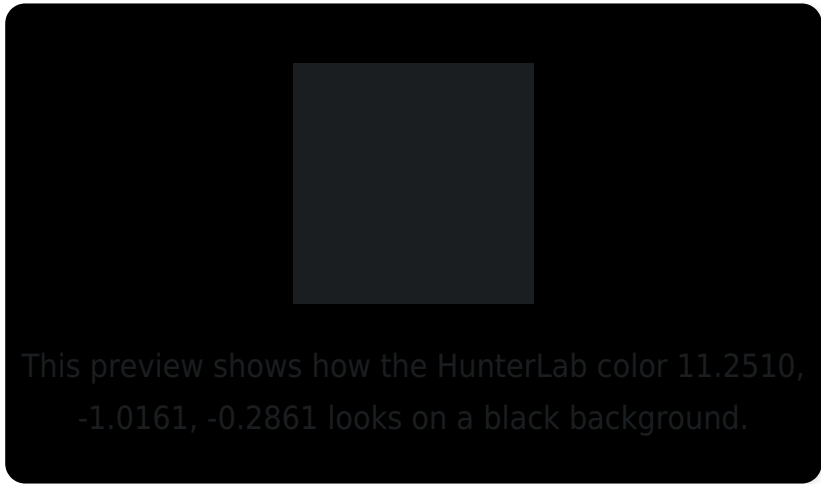 This preview shows how the HunterLab color 11.2510,
-1.0161, -0.2861 looks on a black background.